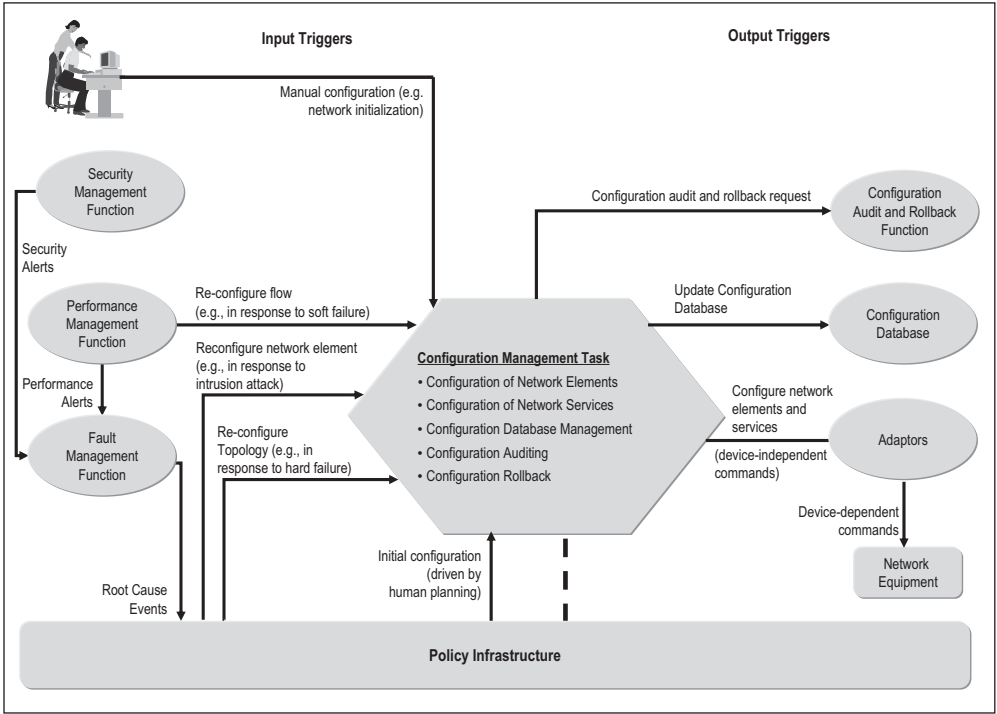 Input Triggers
Output Triggers
Manual configuration (e.g.
network initialization)
Security
Management
Function
Configuration audit and rollback request
Configuration
Audit and Rollback
Function
Security
Alerts
Performance
Management
Function
Re-configure flow
(e.g., in response to soft failure)
Update Configuration
Database
Configuration
Database
Reconfigure network element
(e.g., in response to
intrusion attack)
Configuration Management Task
• Configuration of Network Elements
• Configuration of Network Services
• Configuration Database Management
• Configuration Auditing
• Configuration Rollback
Performance
Alerts
Configure network
elements and
services
(device-independent
commands)
Adaptors
Fault
Management
Function
Re-configure
Topology (e.g., in
response to hard failure)
Device-dependent
commands
Network
Equipment
Initial configuration
(driven by
human planning)
Root Cause
Events
Policy Infrastructure